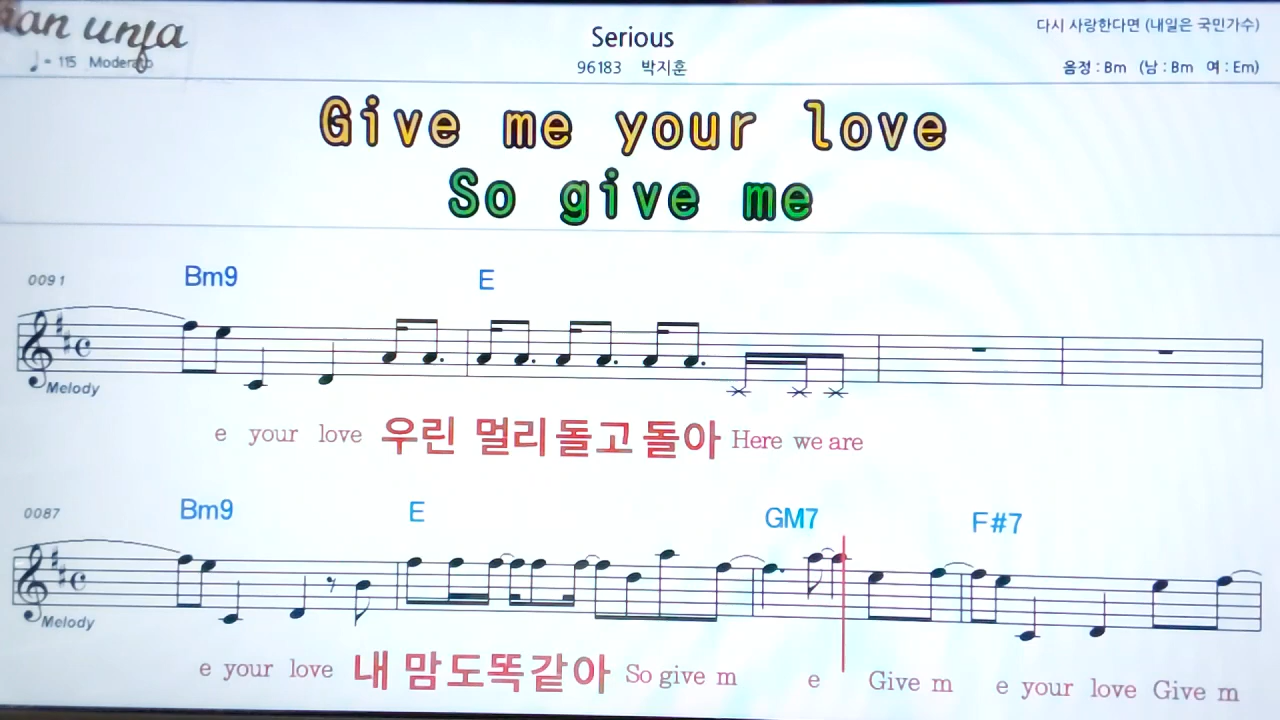 an unfa
♩= 115 Moderato
Serious
96183 박지훈
다시 사랑한다면 (내일은 국민가수)
음정 : Bm (남 : Bm 여 : Em)
Give me your love
So give me
0091 Bm9 E
Melody
e your love 우린 멀리돌고돌아 Here we are
0087 Bm9 E GM7 F#7
Melody
e your love 내 맘도똑같아 So give m e Give m e your love Give m